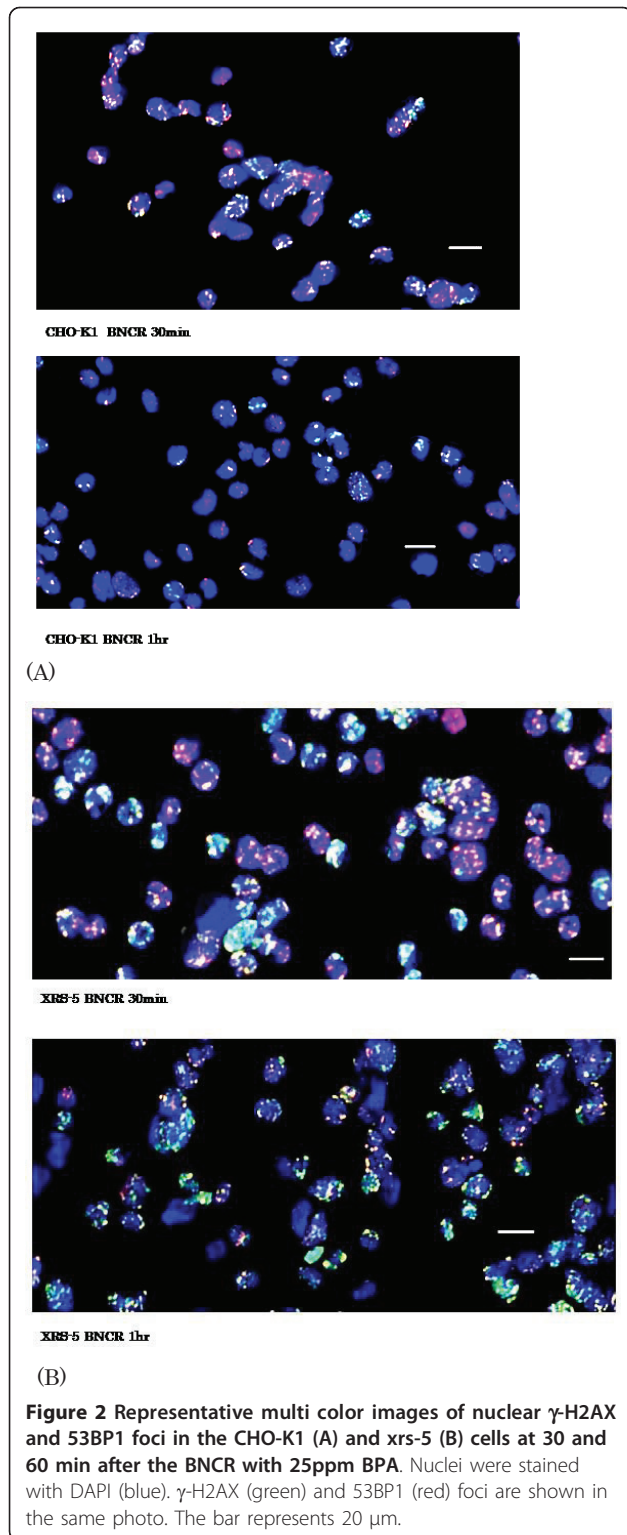 CHO-K1 BNCR 30min
CHO-K1 BNCR 1hr
(A)
XRS-5 BNCR 30min
XRS-5 BNCR 1hr
(B)
Figure 2 Representative multi color images of nuclear γ-H2AX
and 53BP1 foci in the CHO-K1 (A) and xrs-5 (B) cells at 30 and
60 min after the BNCR with 25ppm BPA. Nuclei were stained
with DAPI (blue). γ-H2AX (green) and 53BP1 (red) foci are shown in
the same photo. The bar represents 20 μm.